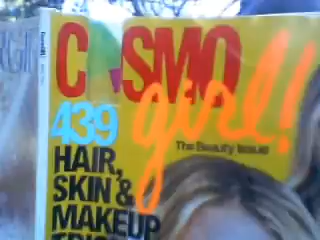 COSMO
girl!
The Beauty Issue
439
HAIR,
SKIN &
MAKEUP